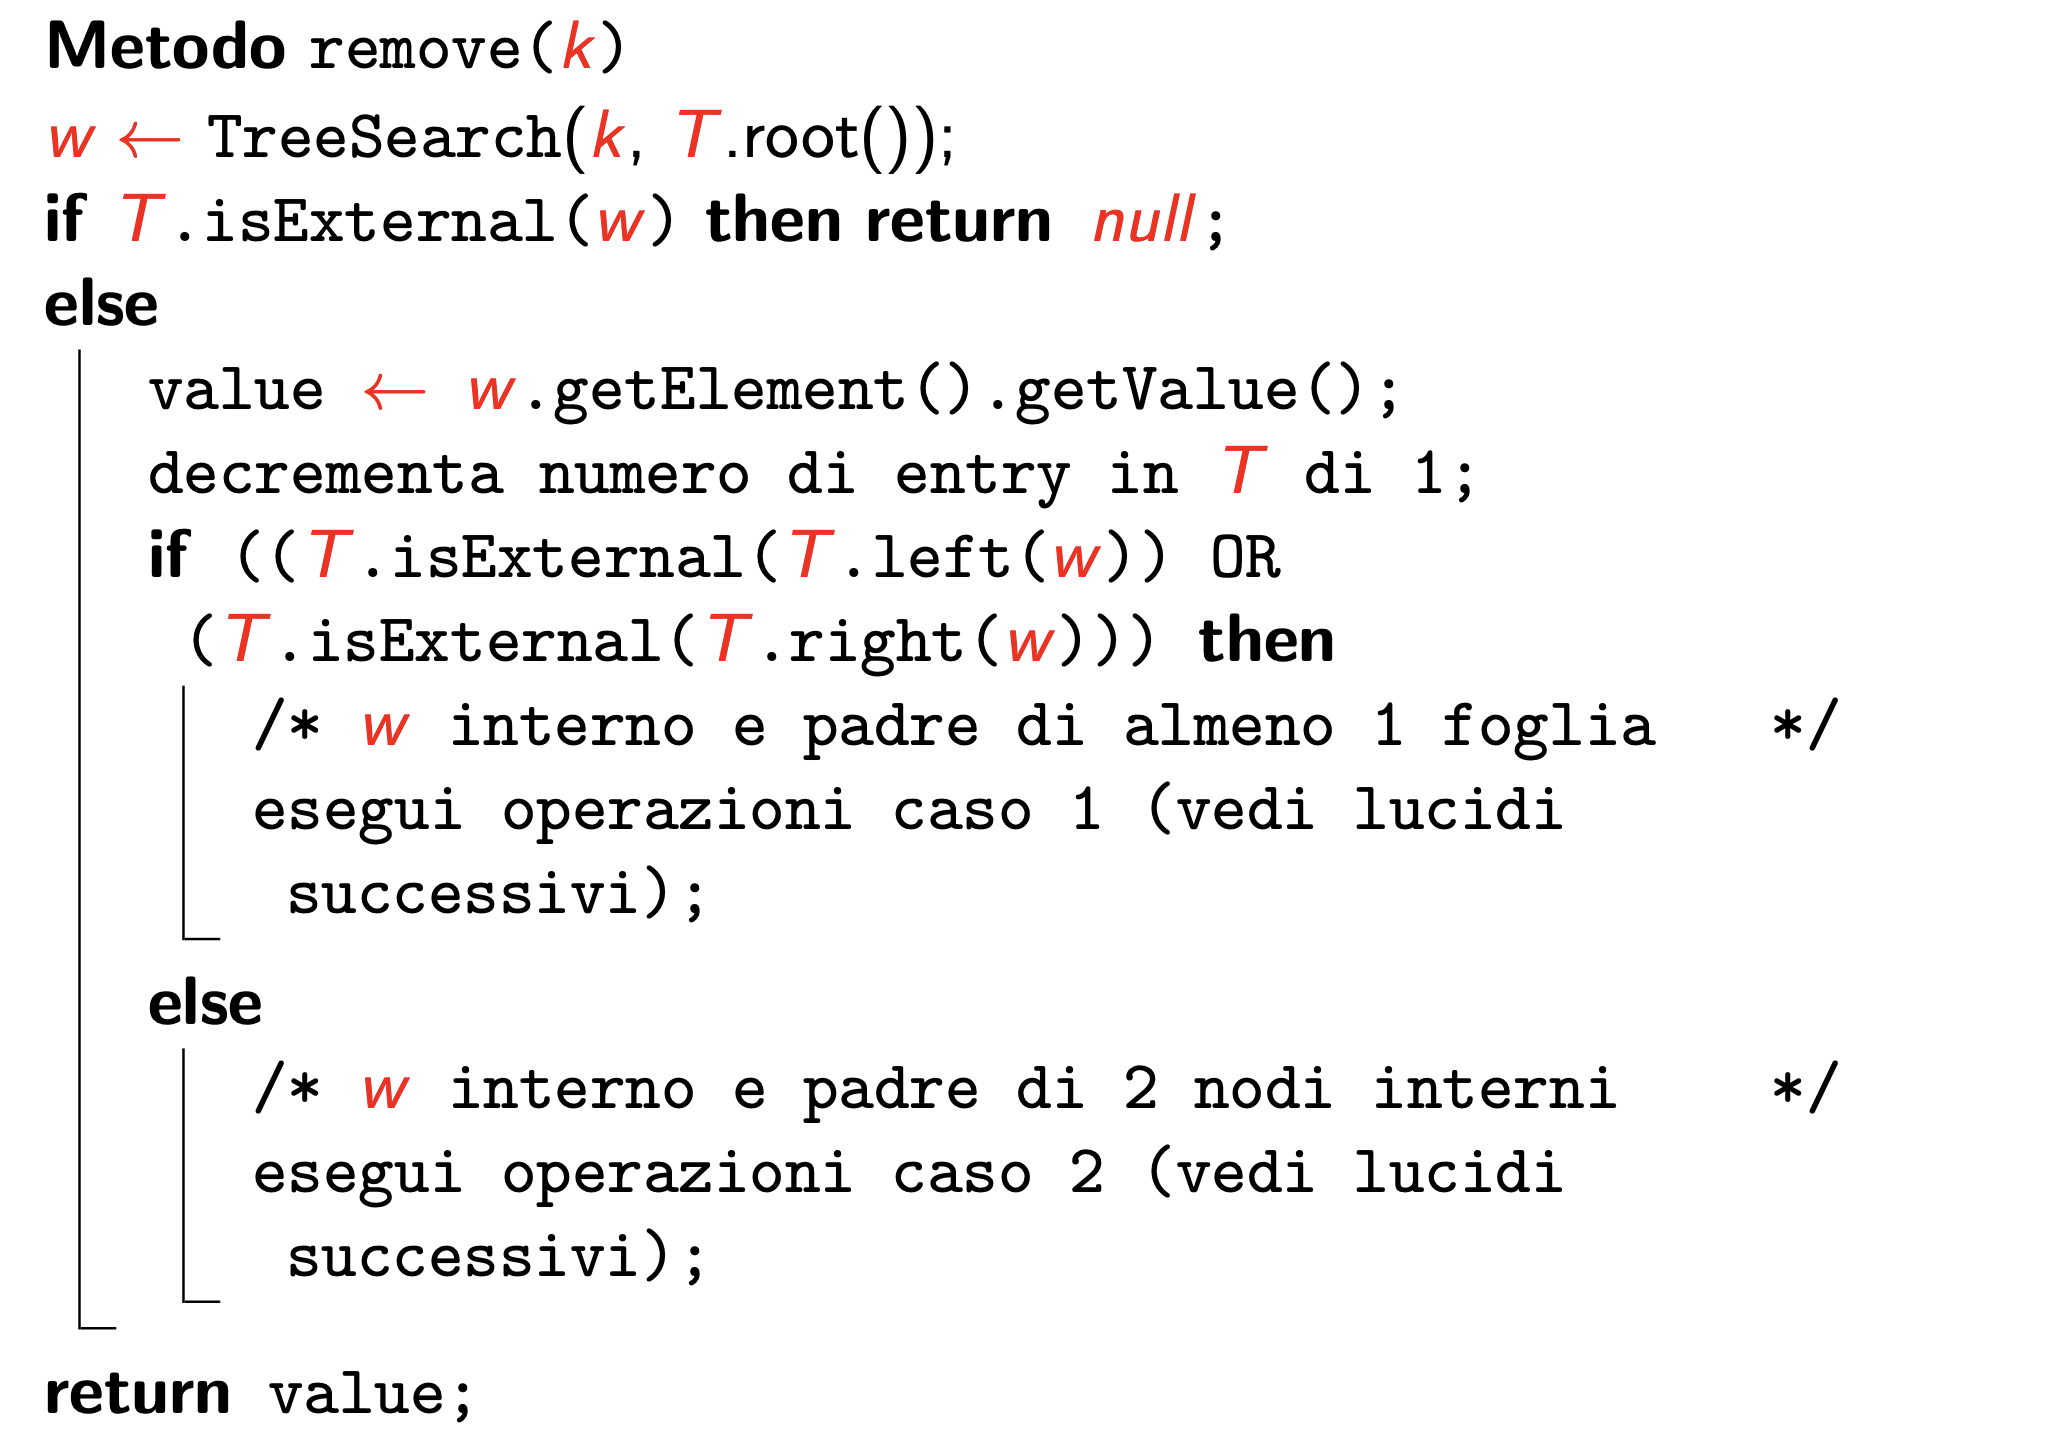 Metodo remove(k)
w ← TreeSearch(k, T.root());
if T.isExternal(w) then return null;
else
value ← w.getElement().getValue();
decrementa numero di entry in T di 1;
if ((T.isExternal(T.left(w)) OR
(T.isExternal(T.right(w))) then
/* w interno e padre di almeno 1 foglia */
esegui operazioni caso 1 (vedi lucidi
successivi);
else
/* w interno e padre di 2 nodi interni */
esegui operazioni caso 2 (vedi lucidi
successivi);
return value;